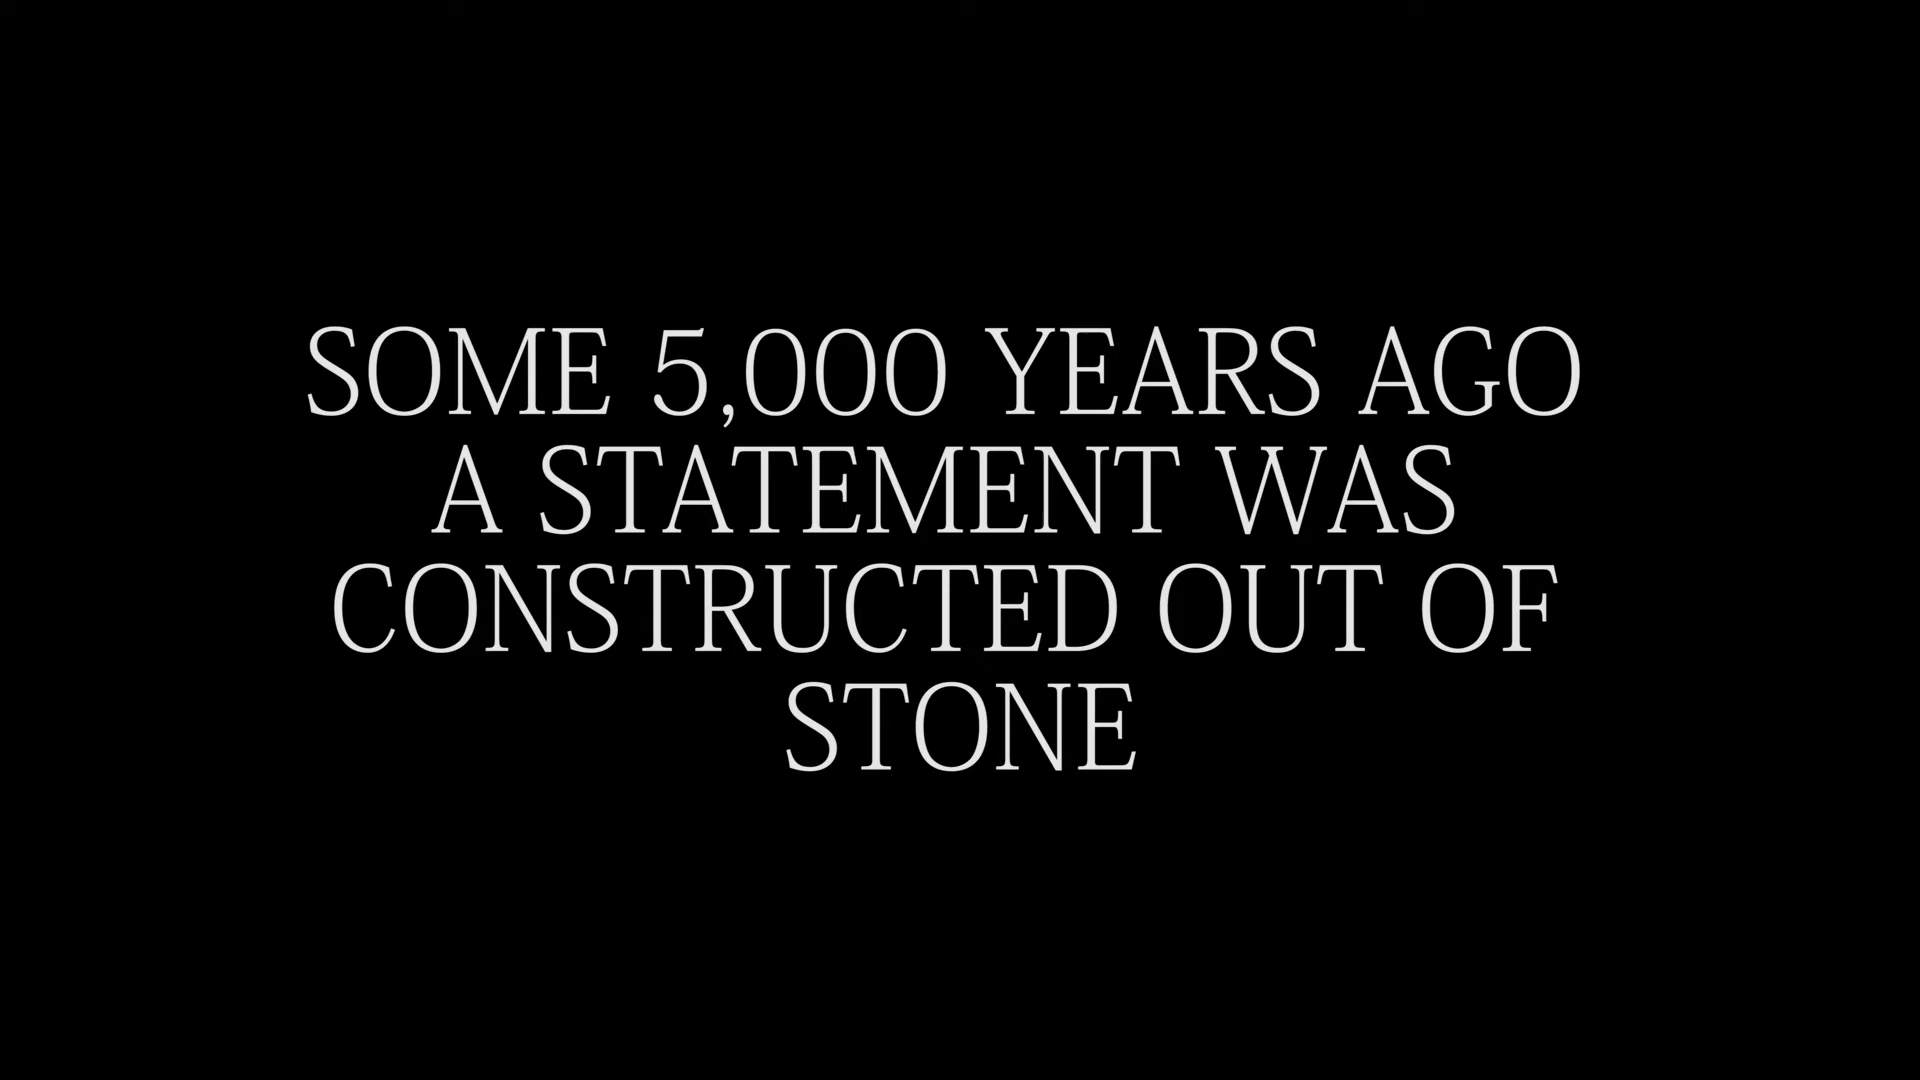 SOME 5,000 YEARS AGO
A STATEMENT WAS
CONSTRUCTED OUT OF
STONE